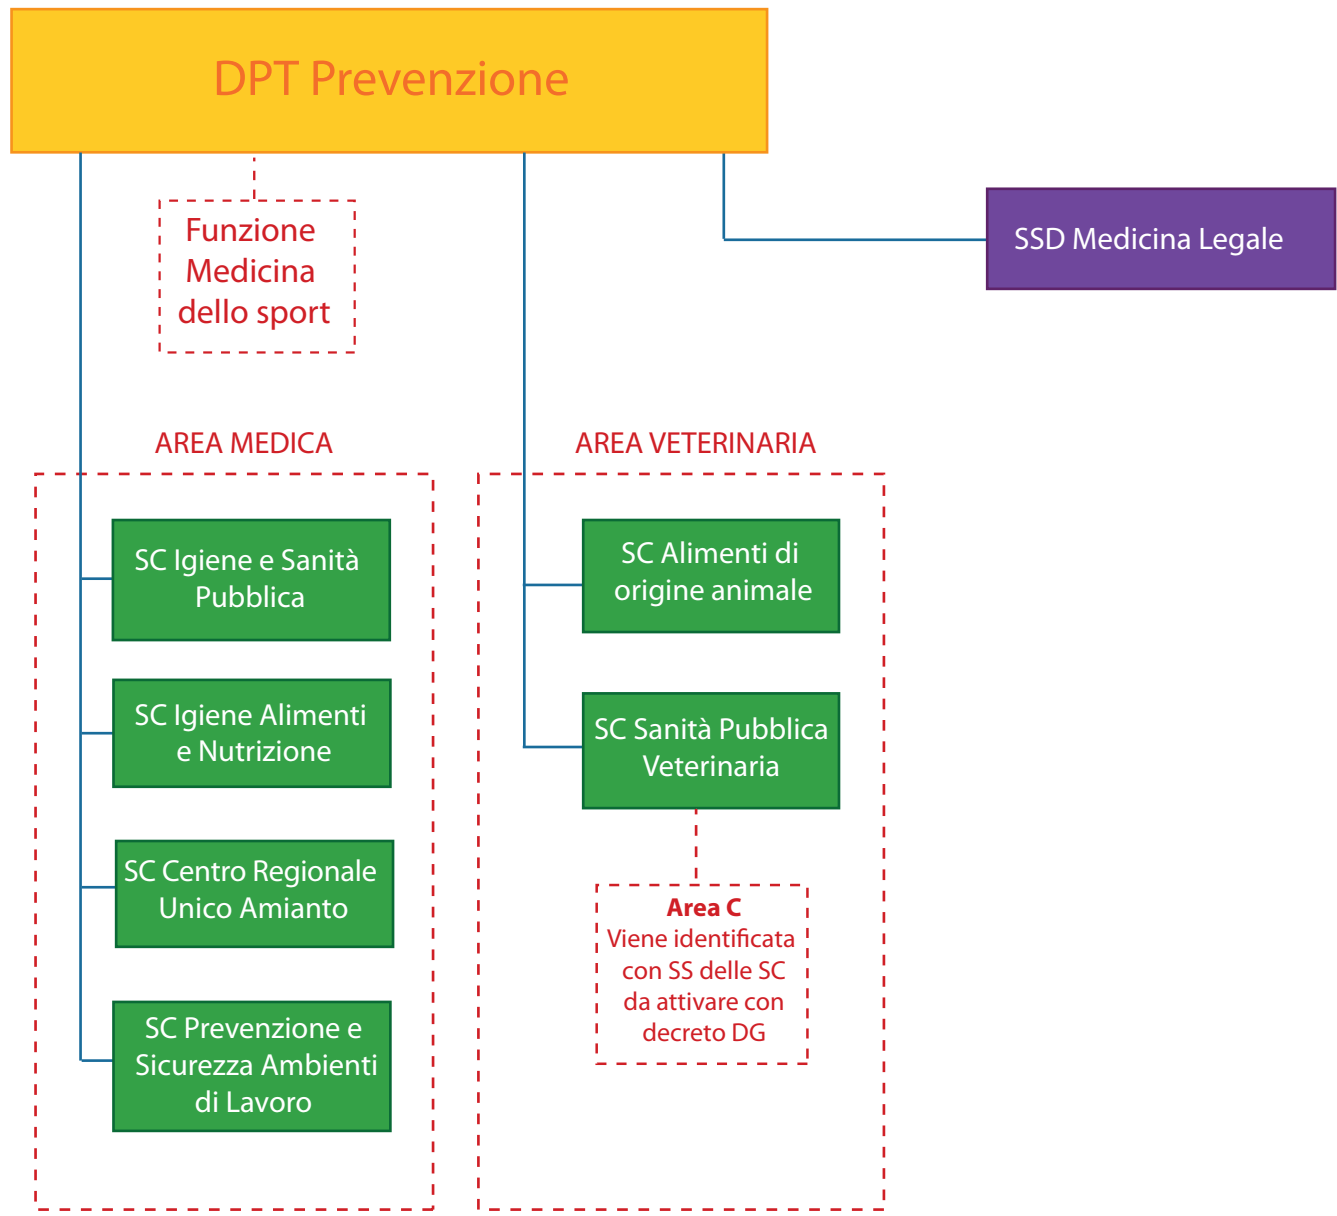 DPT Prevenzione
Funzione
Medicina
dello sport
SSD Medicina Legale
AREA MEDICA
SC Igiene e Sanità
Pubblica
SC Igiene Alimenti
e Nutrizione
SC Centro Regionale
Unico Amianto
SC Prevenzione e
Sicurezza Ambienti
di Lavoro
AREA VETERINARIA
SC Alimenti di
origine animale
SC Sanità Pubblica
Veterinaria
Area C
Viene identificata
con SS delle SC
da attivare con
decreto DG